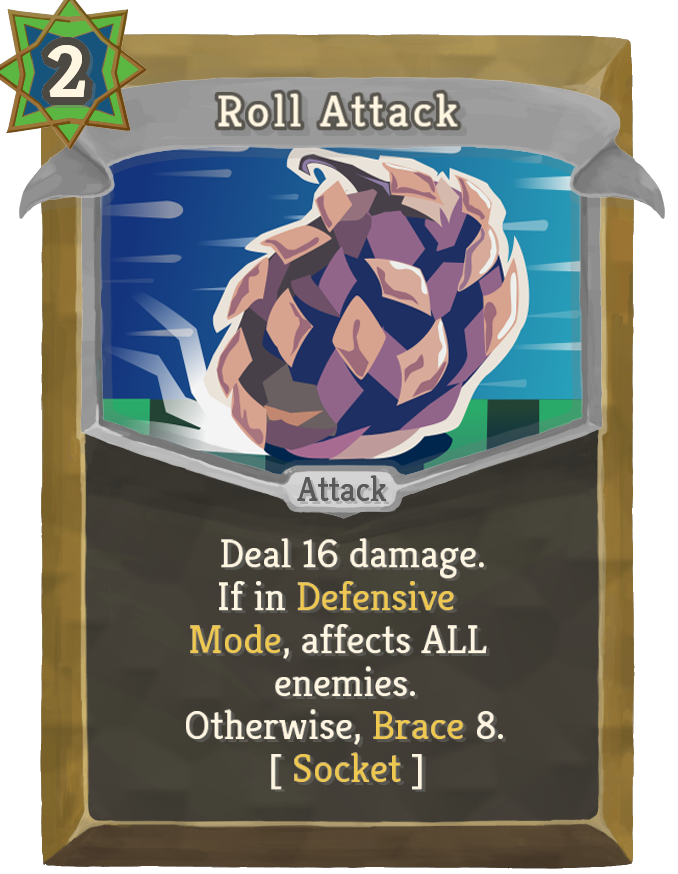 2
Roll Attack
Attack
Deal 16 damage.
If in Defensive
Mode, affects ALL
enemies.
Otherwise, Brace 8.
[ Socket ]